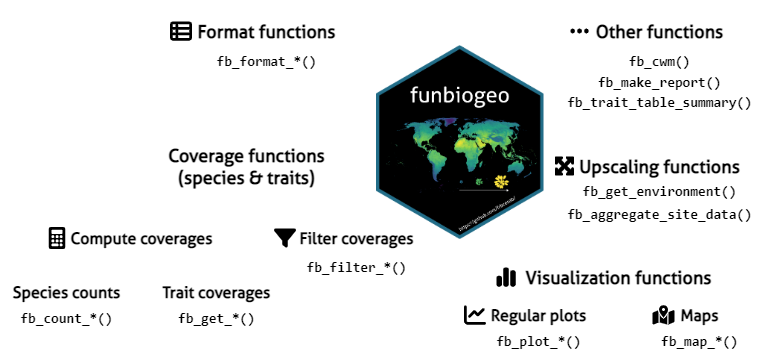 Format functions
fb_format_*()
Other functions
fb_cwm()
fb_make_report()
fb_trait_table_summary()
funbiogeo
Coverage functions
(species & traits)
Upscaling functions
fb_get_environment()
fb_aggregate_site_data()
Compute coverages
Filter coverages
fb_filter_*()
Species counts
fb_count_*()
Trait coverages
fb_get_*()
Visualization functions
Regular plots
fb_plot_*()
Maps
fb_map_*()